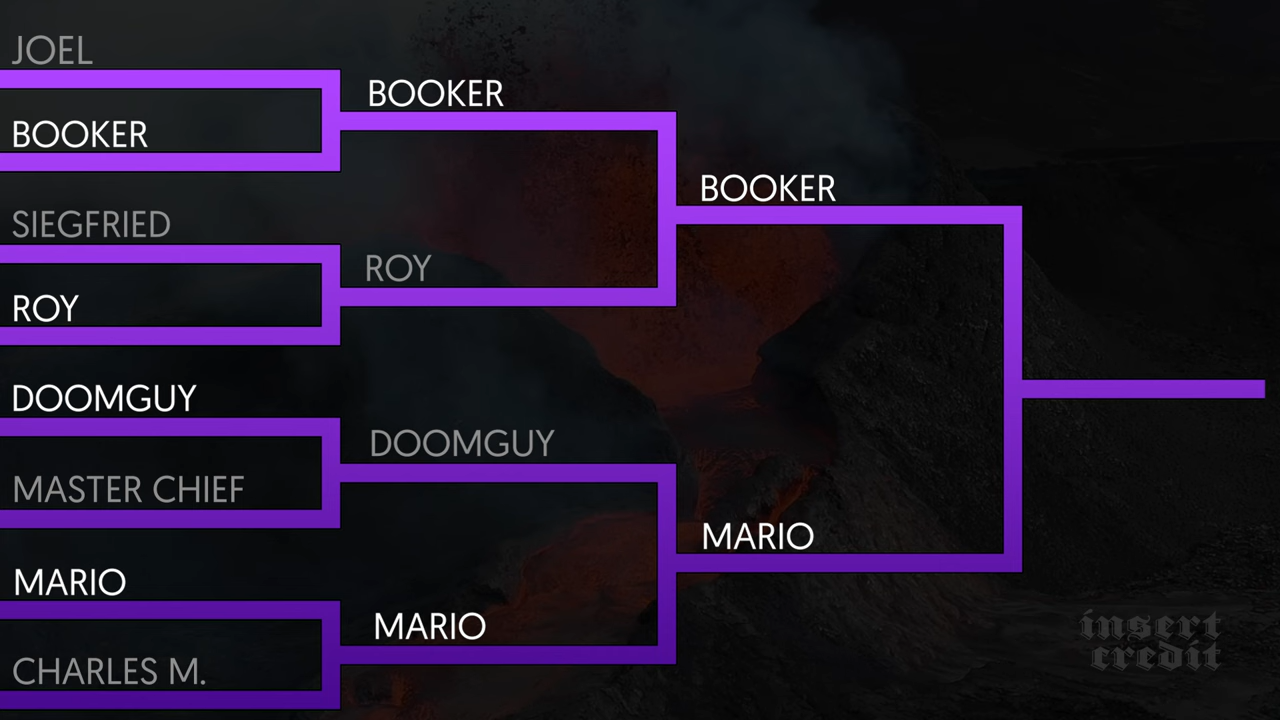 JOEL
BOOKER
BOOKER
BOOKER
SIEGFRIED
ROY
ROY
DOOMGUY
DOOMGUY
MASTER CHIEF
MARIO
MARIO
MARIO
CHARLES M.
insert
credit